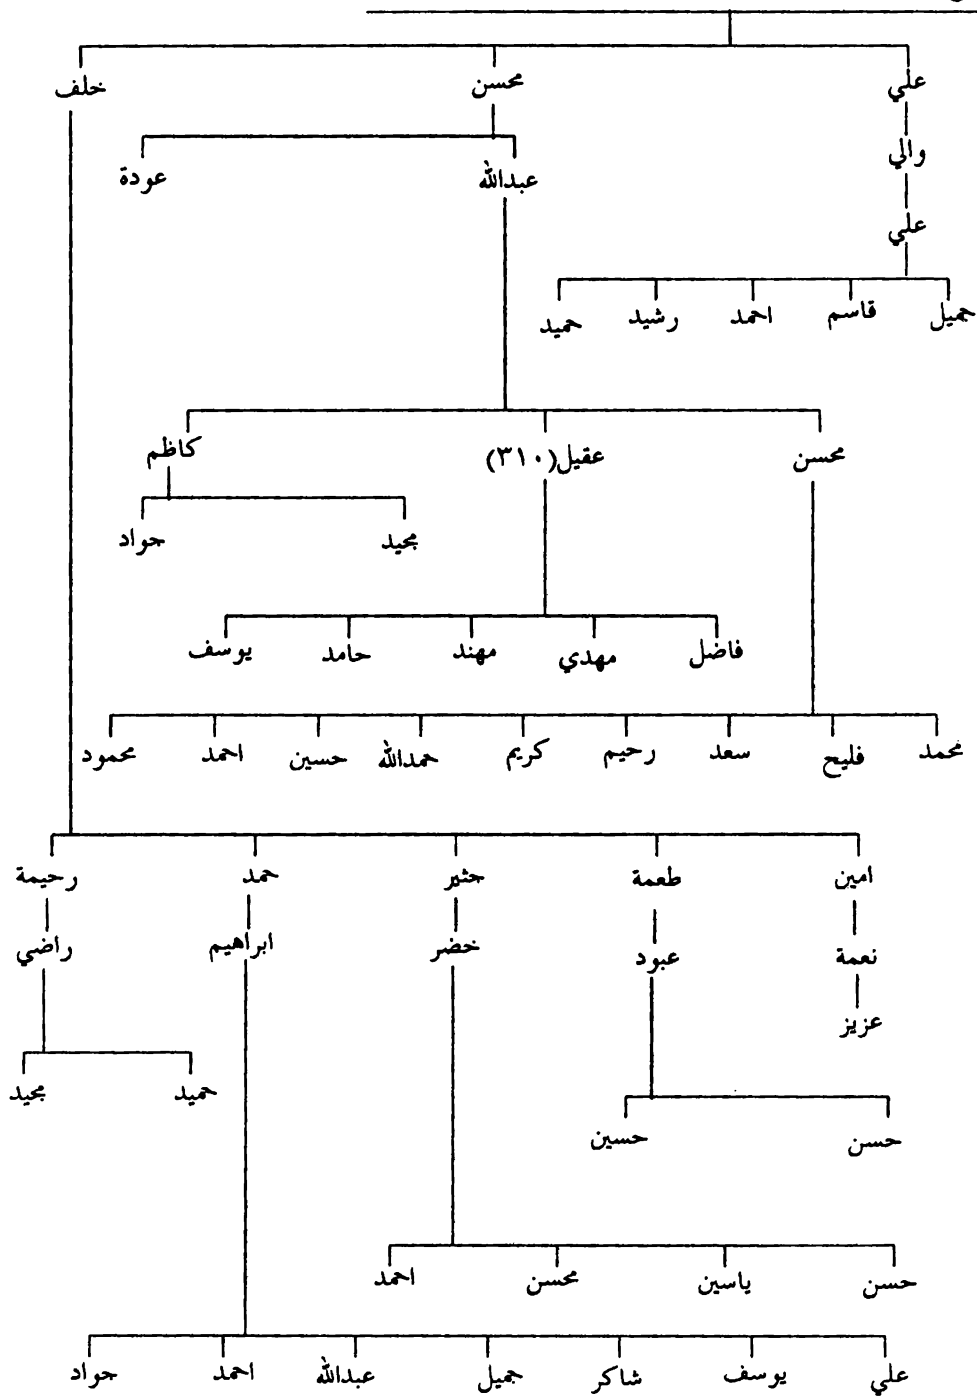 علي محسن خلف
والي
عبدالله عودة
علي
جميل قاسم احمد رشيد حميد
محسن عقيل(٣١٠) كاظم
مجيد جواد
فاضل مهدي مهند حامد يوسف
محمد فليح سعد رحيم كريم حمدالله حسين احمد محمود
امين طعمة حثير حمد رحيمة
نعمة عبود خضر ابراهيم راضي
عزيز
حميد مجيد
حسن حسين
حسن ياسين محسن احمد
علي يوسف شاكر جميل عبدالله احمد جواد